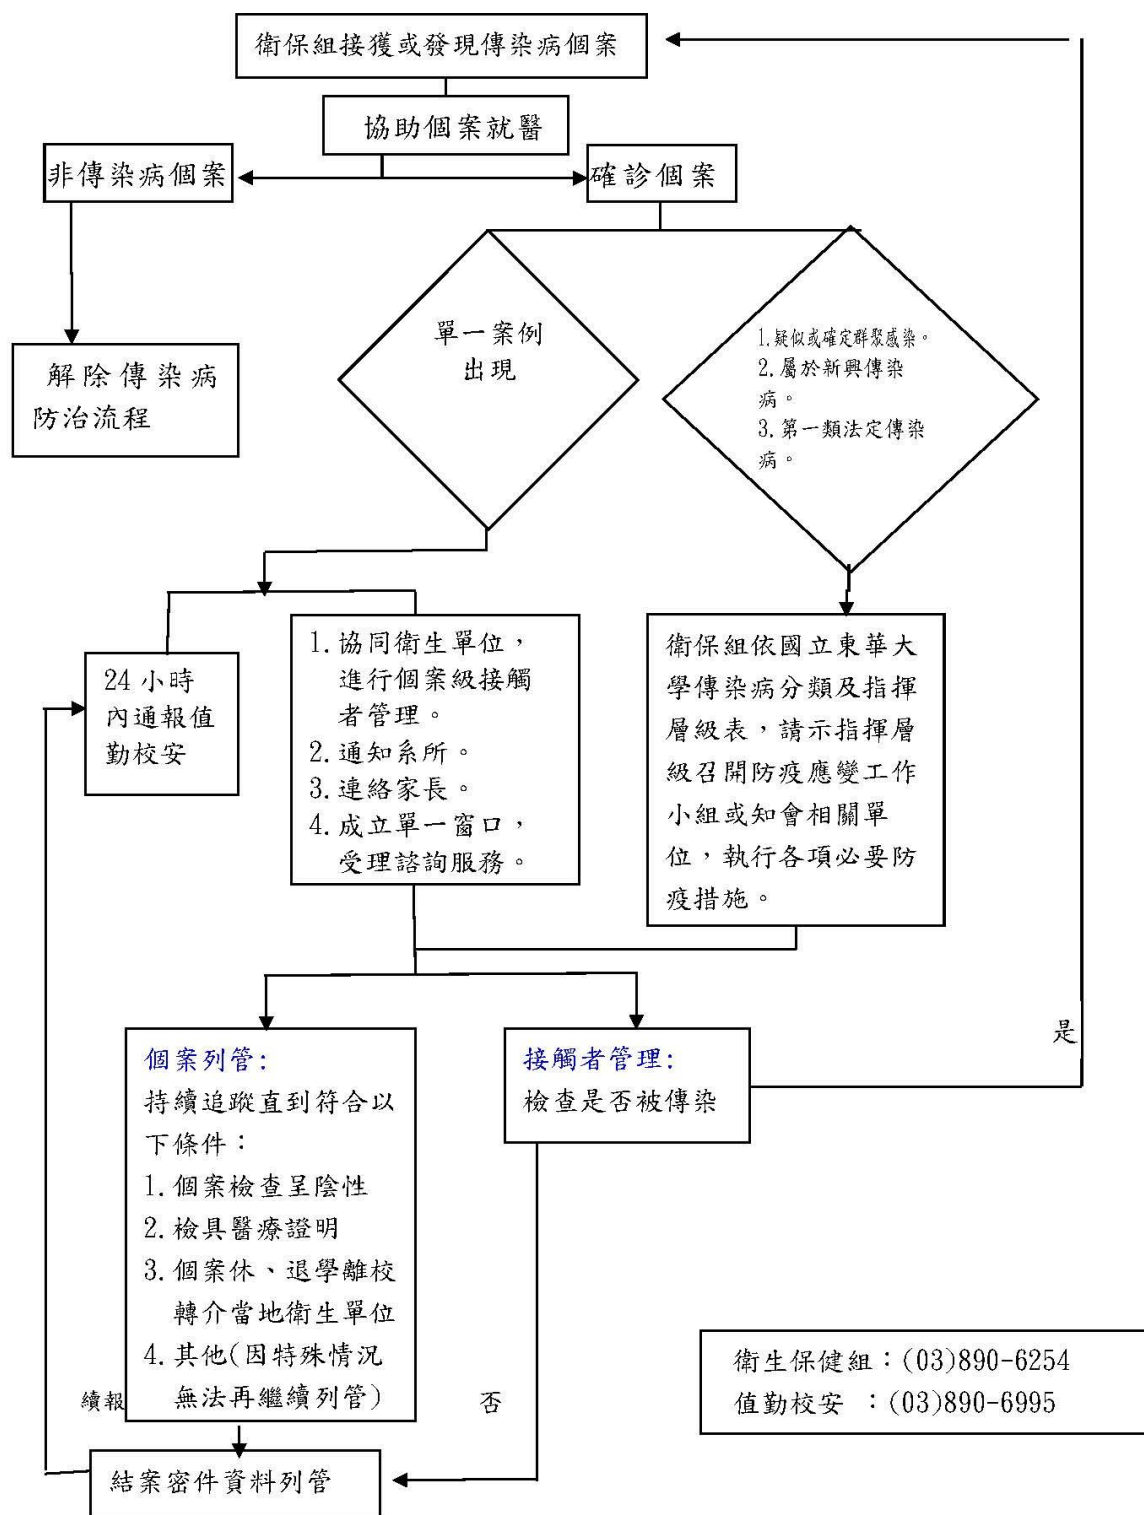 衛保組接獲或發現傳染病個案
協助個案就醫
非傳染病個案
確診個案
單一案例
出現
1.疑似或確定群聚感染。
2.屬於新興傳染
病。
3.第一類法定傳染
病。
解除傳染病
防治流程
24小時
內通報值
勤校安
1.協同衛生單位，
進行個案級接觸
者管理。
2.通知系所。
3.連絡家長。
4.成立單一窗口，
受理諮詢服務。
衛保組依國立東華大
學傳染病分類及指揮
層級表，請示指揮層
級召開防疫應變工作
小組或知會相關單
位，執行各項必要防
疫措施。
是
個案列管:
持續追蹤直到符合以
下條件：
1.個案檢查呈陰性
2.檢具醫療證明
3.個案休、退學離校
轉介當地衛生單位
4.其他(因特殊情況
無法再繼續列管)
接觸者管理:
檢查是否被傳染
續報
否
結案密件資料列管
衛生保健組：(03)890-6254
值勤校安 ：(03)890-6995